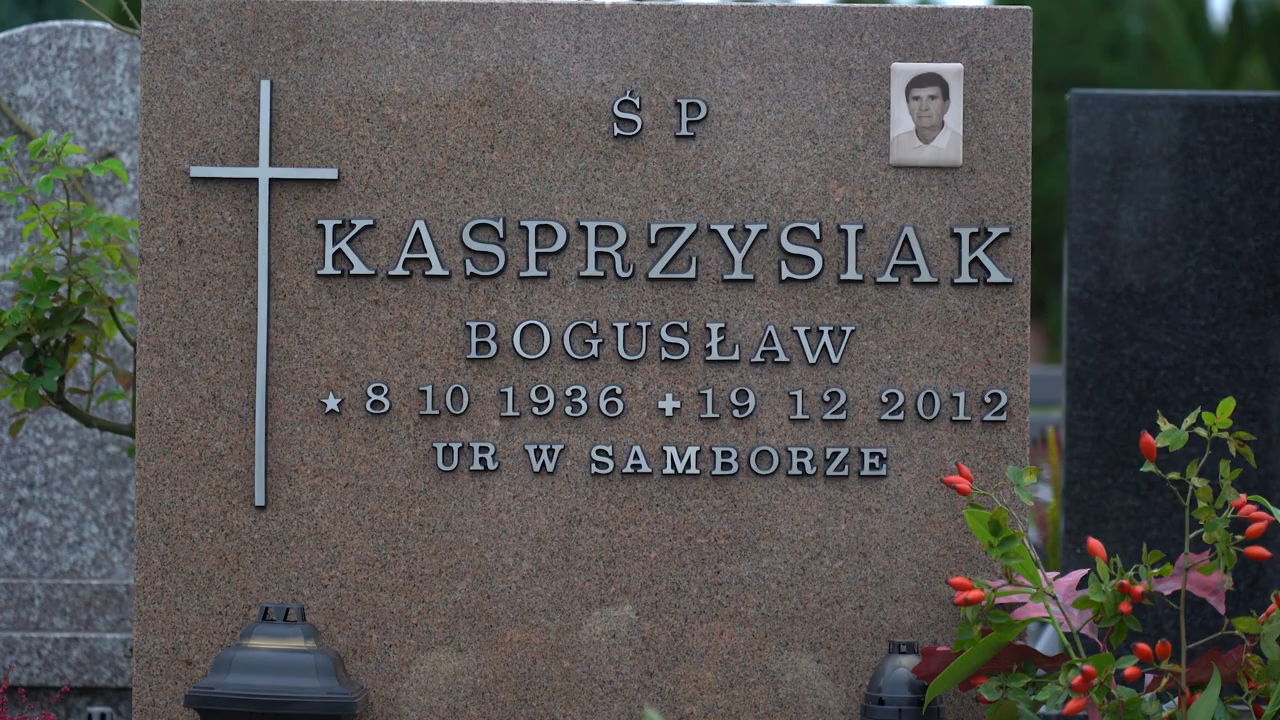 Ś P
KASPRZYSIAK
BOGUSŁAW
★ 8 10 1936 ✝ 19 12 2012
UR W SAMBORZE